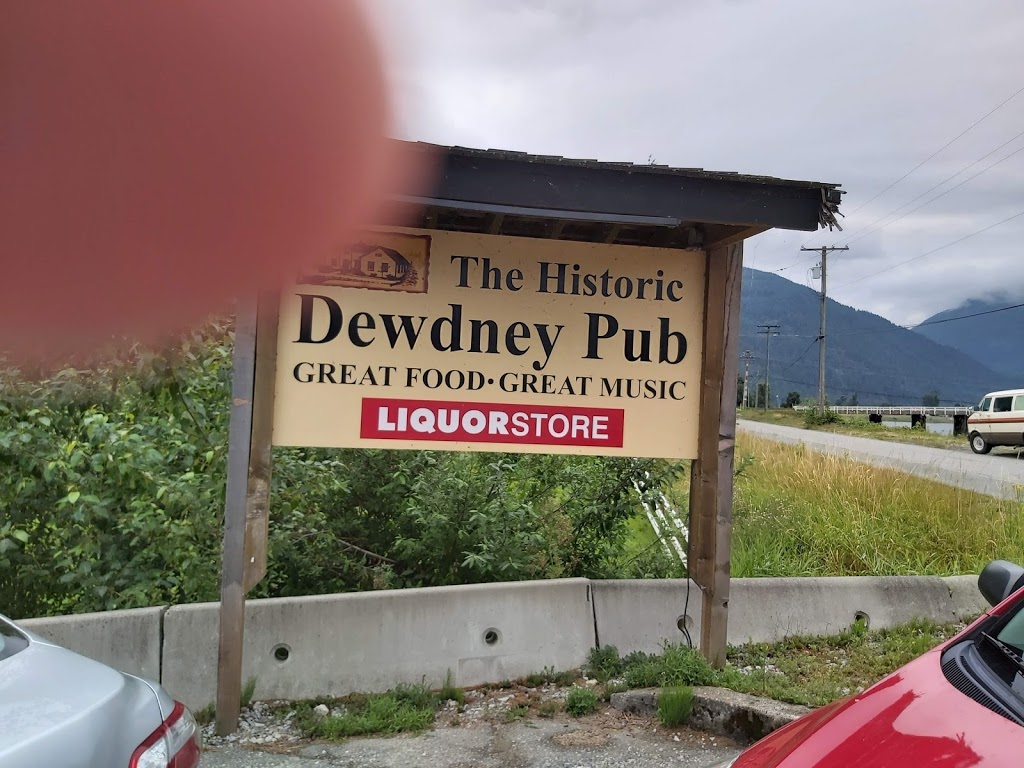 The Historic
Dewdney Pub
GREAT FOOD • GREAT MUSIC
LIQUORSTORE